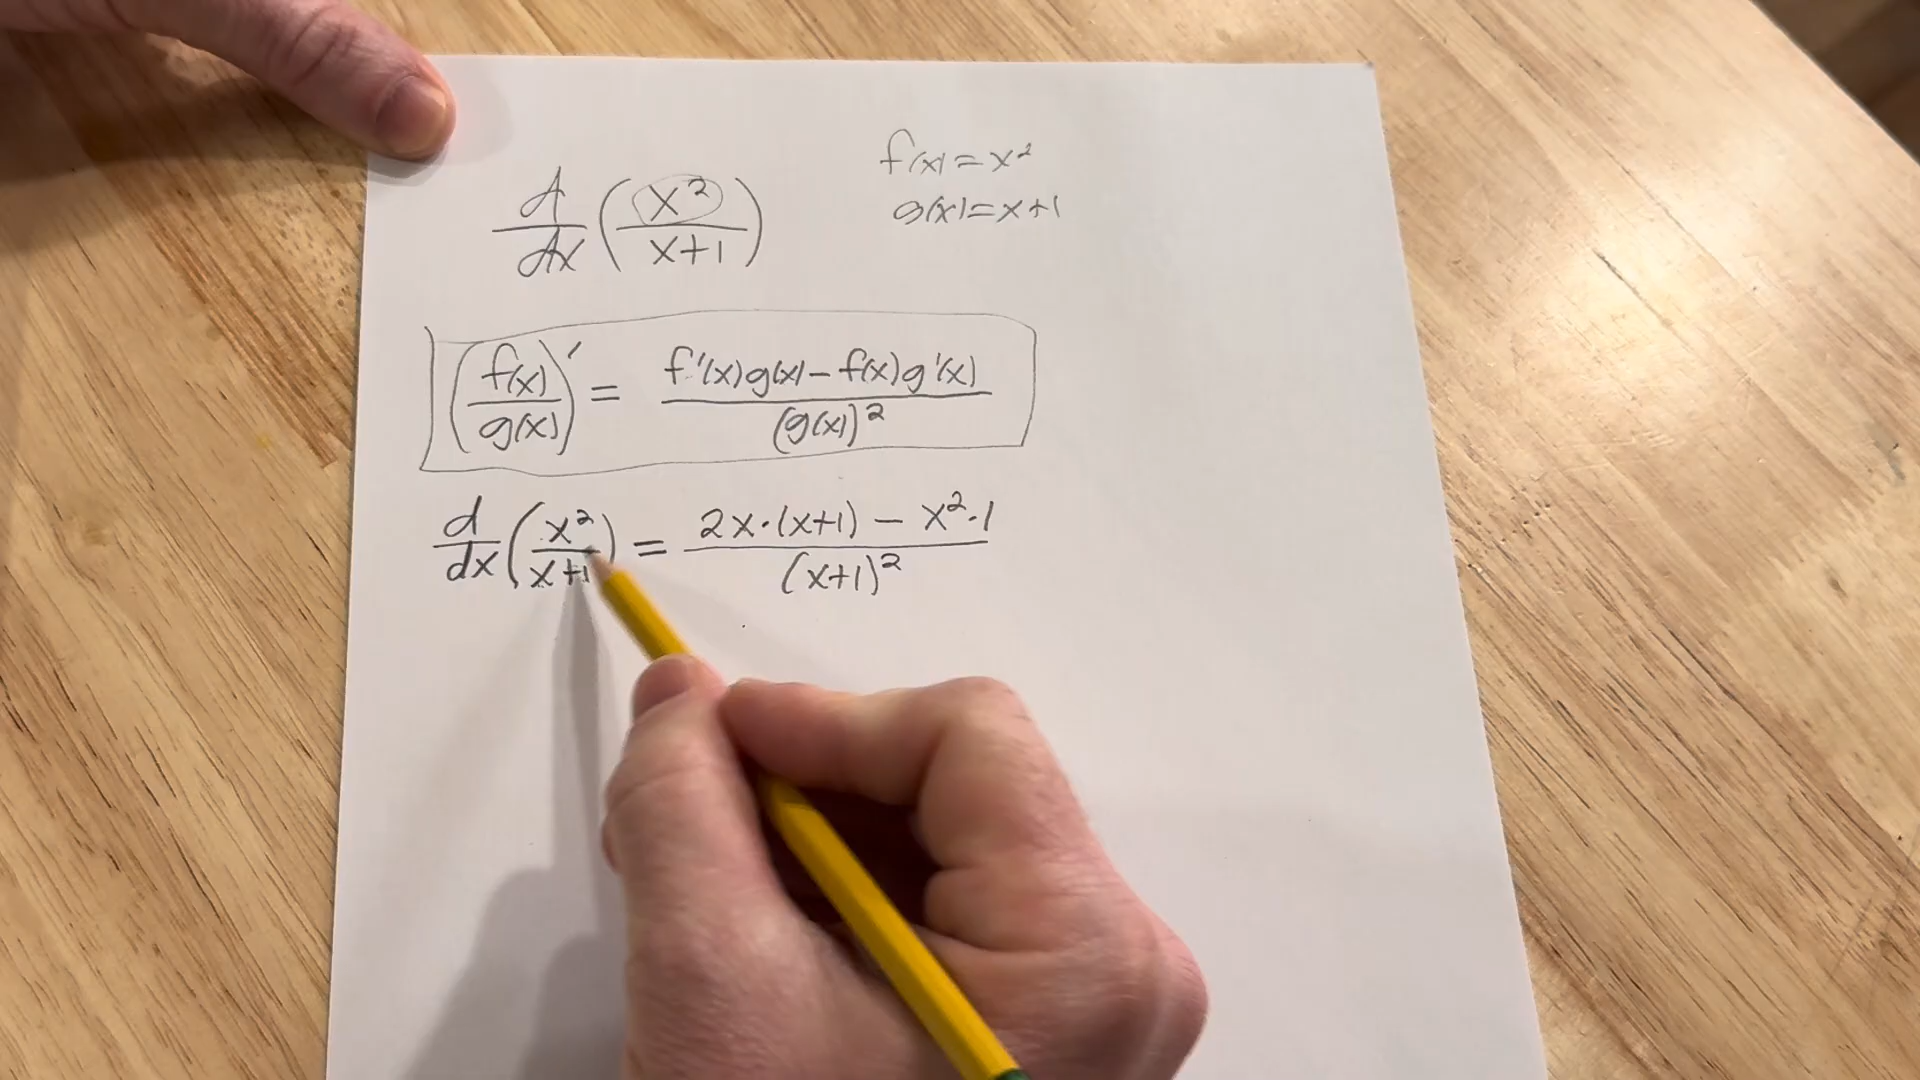 d/dx (x²/(x+1))
f(x)=x²
g(x)=x+1
(f(x)/g(x))' = (f'(x)g(x) - f(x)g'(x))/(g(x))²
d/dx (x²/(x+1)) = (2x·(x+1) - x²·1)/(x+1)²